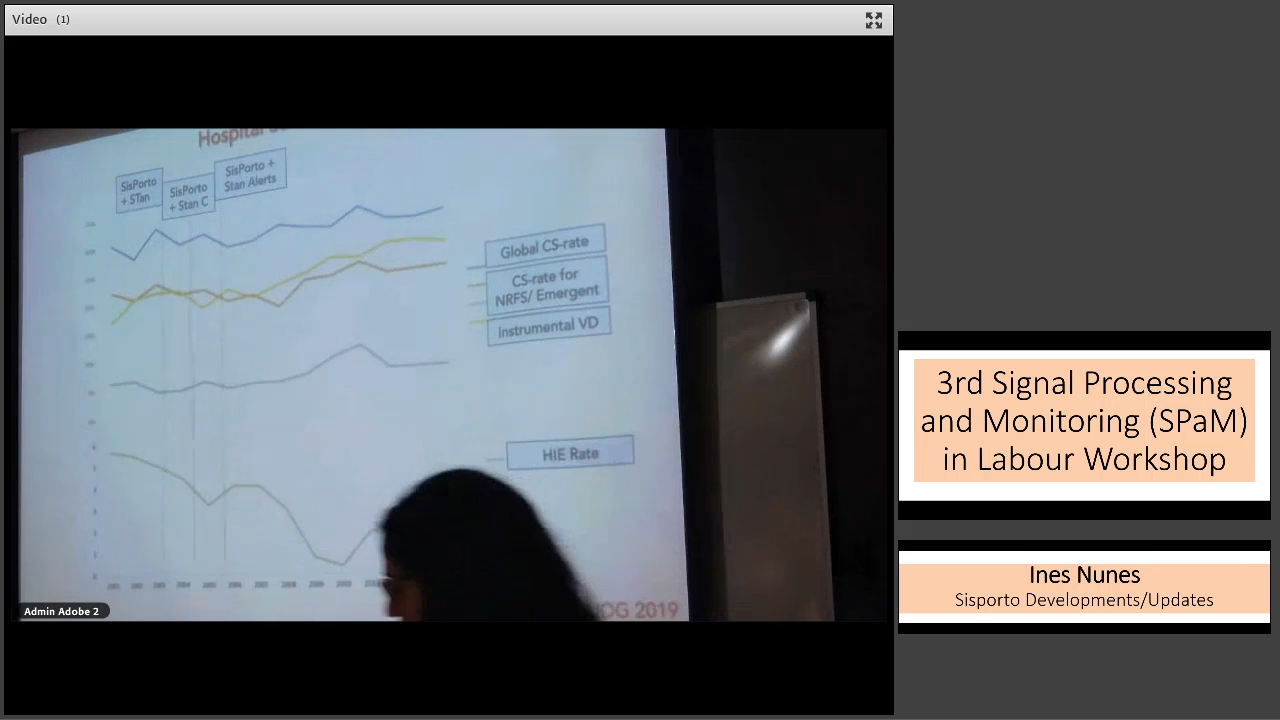 Video (1)
Hospital
SisPorto
+ STan
SisPorto
+ Stan C
SisPorto +
Stan Alerts
Global CS-rate
CS-rate for
NRFS/ Emergent
Instrumental VD
HIE Rate
2019
Admin Adobe 2
3rd Signal Processing
and Monitoring (SPaM)
in Labour Workshop
Ines Nunes
Sisporto Developments/Updates